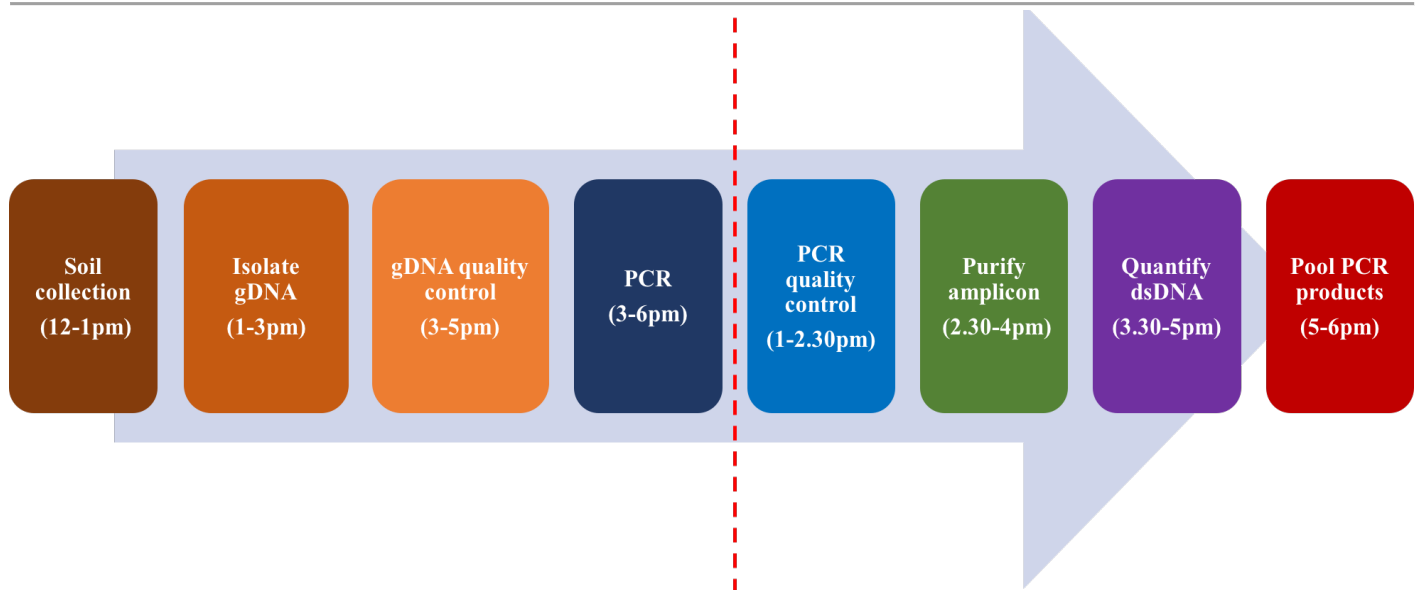 Soil
collection
(12-1pm)
Isolate
gDNA
(1-3pm)
gDNA quality
control
(3-5pm)
PCR
(3-6pm)
PCR
quality
control
(1-2.30pm)
Purify
amplicon
(2.30-4pm)
Quantify
dsDNA
(3.30-5pm)
Pool PCR
products
(5-6pm)